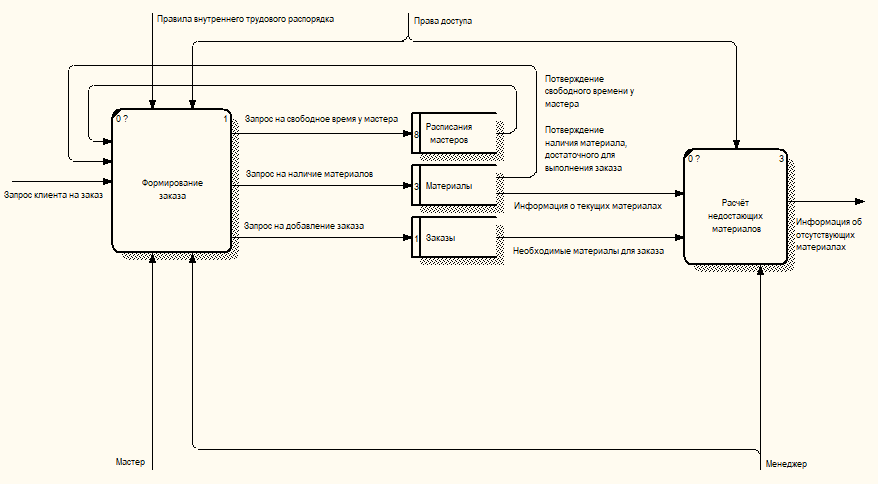 Правила внутреннего трудового распорядка
Права доступа
Потверждение
свободного времени у
мастера
Потверждение
наличия материала,
достаточного для
выполнения заказа
0 ?
1
Формирование
заказа
Запрос клиента на заказ
Запрос на свободное время у мастера
8
Расписания
мастеров
Запрос на наличие материалов
3
Материалы
Информация о текущих материалах
Запрос на добавление заказа
1
Заказы
Необходимые материалы для заказа
0 ?
3
Расчёт
недостающих
материалов
Информация об
отсутствующих
материалах
Мастер
Менеджер